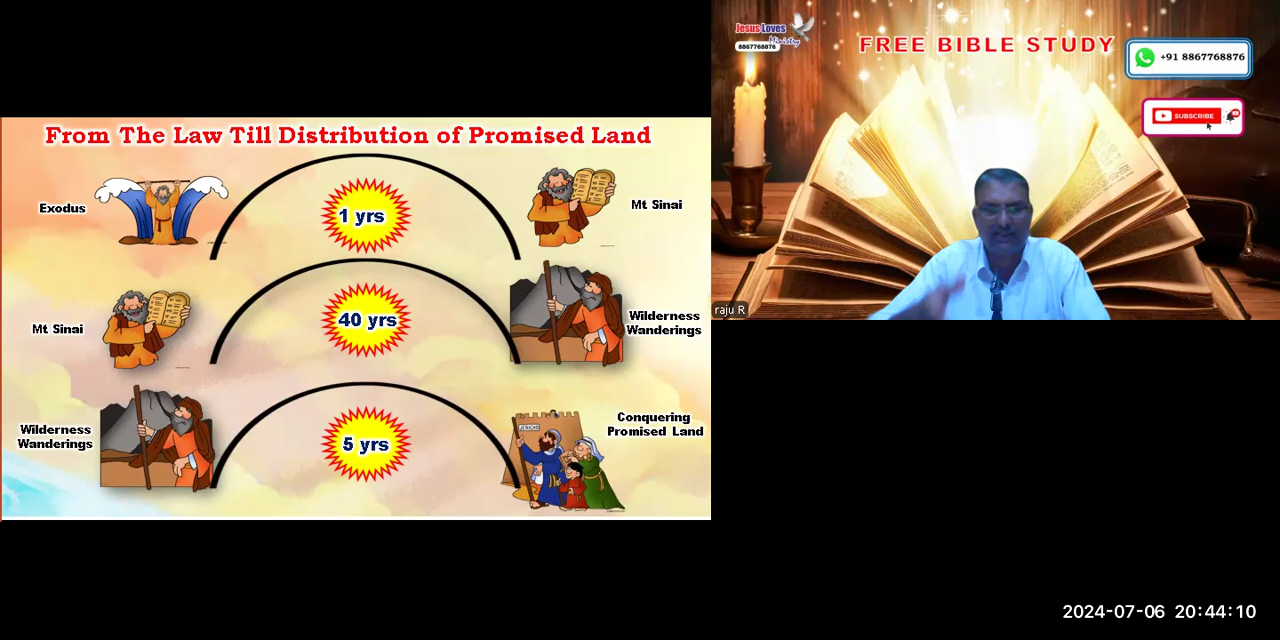 From The Law Till Distribution of Promised Land
Exodus
1 yrs
Mt Sinai
Mt Sinai
40 yrs
Wilderness
Wanderings
Wilderness
Wanderings
5 yrs
JERICHO
Conquering
Promised Land
Jesus Loves
Ministry
8867768876
FREE BIBLE STUDY
+91 8867768876
SUBSCRIBE
raju R
2024-07-06 20:44:10